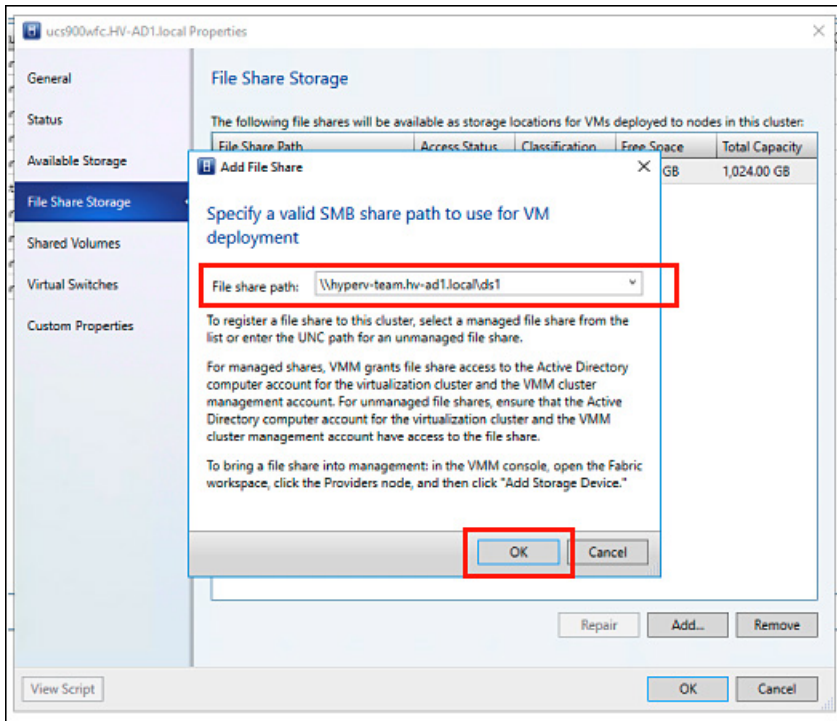 ucs900wfc.HV-AD1.local Properties
General
Status
Available Storage
File Share Storage
Shared Volumes
Virtual Switches
Custom Properties
File Share Storage
The following file shares will be available as storage locations for VMs deployed to nodes in this cluster:
File Share Path Access Status Classification Free Space Total Capacity
GB 1,024.00 GB
Add File Share
Specify a valid SMB share path to use for VM
deployment
File share path: \\hyperv-team.hv-ad1.local\ds1
To register a file share to this cluster, select a managed file share from the
list or enter the UNC path for an unmanaged file share.
For managed shares, VMM grants file share access to the Active Directory
computer account for the virtualization cluster and the VMM cluster
management account. For unmanaged file shares, ensure that the Active
Directory computer account for the virtualization cluster and the VMM
cluster management account have access to the file share.
To bring a file share into management: in the VMM console, open the Fabric
workspace, click the Providers node, and then click "Add Storage Device."
OK Cancel
Repair Add... Remove
View Script OK Cancel